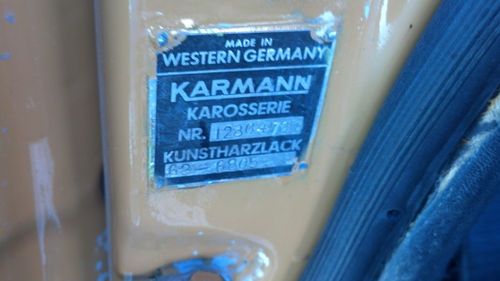 MADE IN
WESTERN GERMANY
KARMANN
KAROSSERIE
NR.
KUNSTHARZLACK